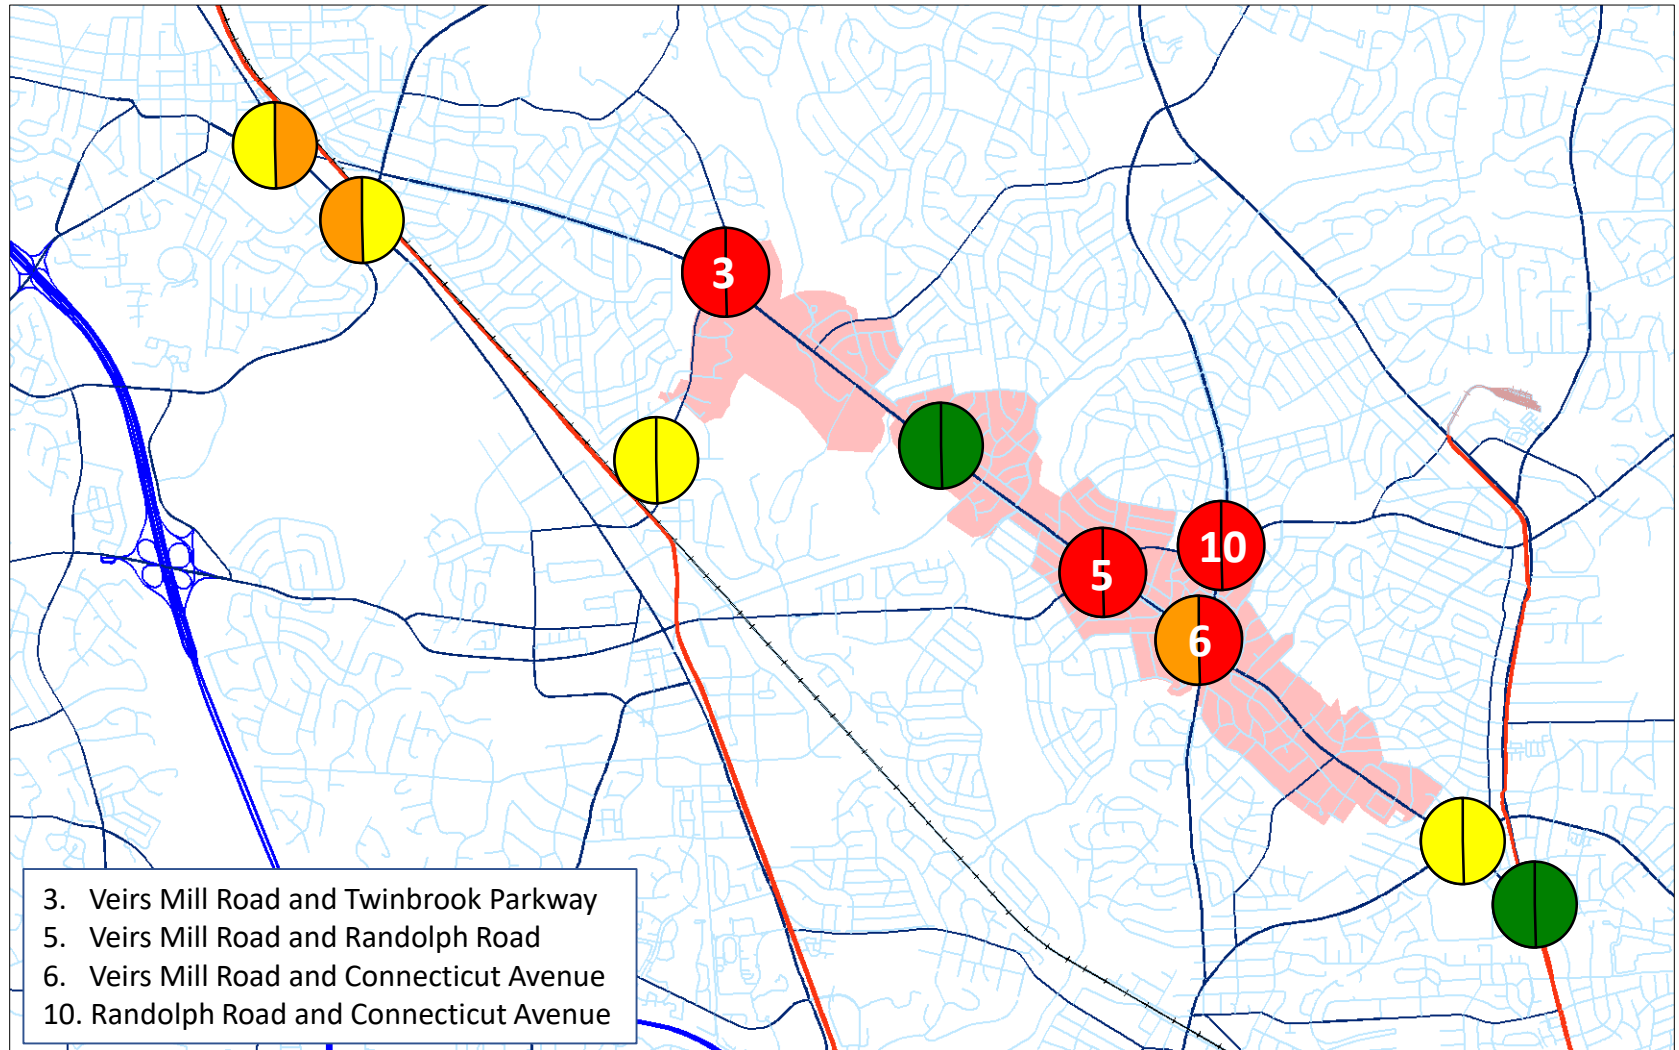 3
10
5
6
3. Veirs Mill Road and Twinbrook Parkway
5. Veirs Mill Road and Randolph Road
6. Veirs Mill Road and Connecticut Avenue
10. Randolph Road and Connecticut Avenue